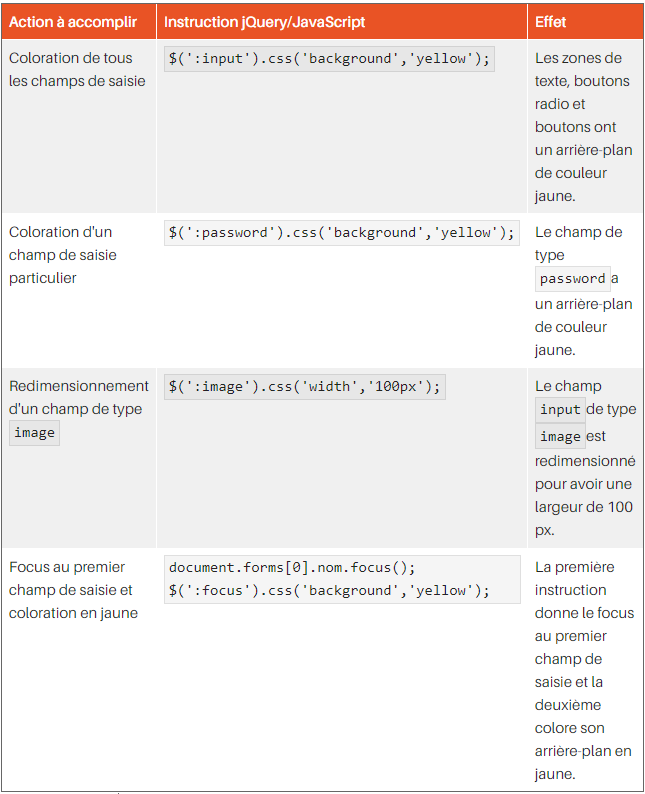 Action à accomplir
Instruction jQuery/JavaScript
Effet
Coloration de tous
les champs de saisie
$(':input').css('background','yellow');
Les zones de
texte, boutons
radio et
boutons ont
un arrière-plan
de couleur
jaune.
Coloration d'un
champ de saisie
particulier
$(':password').css('background','yellow');
Le champ de
type
password a
un arrière-plan
de couleur
jaune.
Redimensionnement
d'un champ de type
image
$(':image').css('width','100px');
Le champ
input de type
image est
redimensionné
pour avoir une
largeur de 100
px.
Focus au premier
champ de saisie et
coloration en jaune
document.forms[0].nom.focus();
$(':focus').css('background','yellow');
La première
instruction
donne le focus
au premier
champ de
saisie et la
deuxième
colore son
arrière-plan en
jaune.